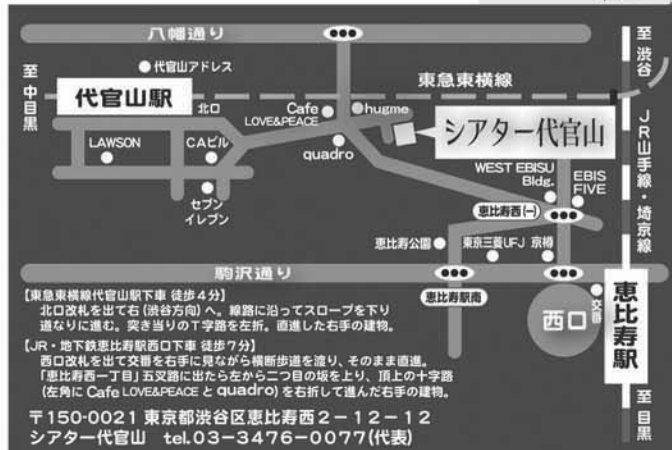 八幡通り
至渋谷
至中目黒
代官山アドレス
東急東横線
代官山駅
北口
Cafe
LOVE&PEACE
hugme
シアター代官山
JR山手線・埼京線
LAWSON
CAビル
quadro
WEST EBISU
Bldg.
EBIS
FIVE
セブン
イレブン
恵比寿西(一)
恵比寿公園
東京三菱UFJ
京樽
駒沢通り
恵比寿駅南
西口
交番
恵比寿駅
至目黒
【東急東横線代官山駅下車 徒歩4分】
北口改札を出て右(渋谷方向)へ。線路に沿ってスロープを下り
道なりに進む。突き当りのT字路を左折。直進した右手の建物。
【JR・地下鉄恵比寿駅西口下車 徒歩7分】
西口改札を出て交番を右手に見ながら横断歩道を渡り、そのまま直進。
「恵比寿西一丁目」五叉路に出たら左から二つ目の坂を上り、頂上の十字路
(左角に Cafe LOVE&PEACE と quadro)を右折して進んだ右手の建物。
〒150-0021 東京都渋谷区恵比寿西2-12-12
シアター代官山 tel.03-3476-0077(代表)